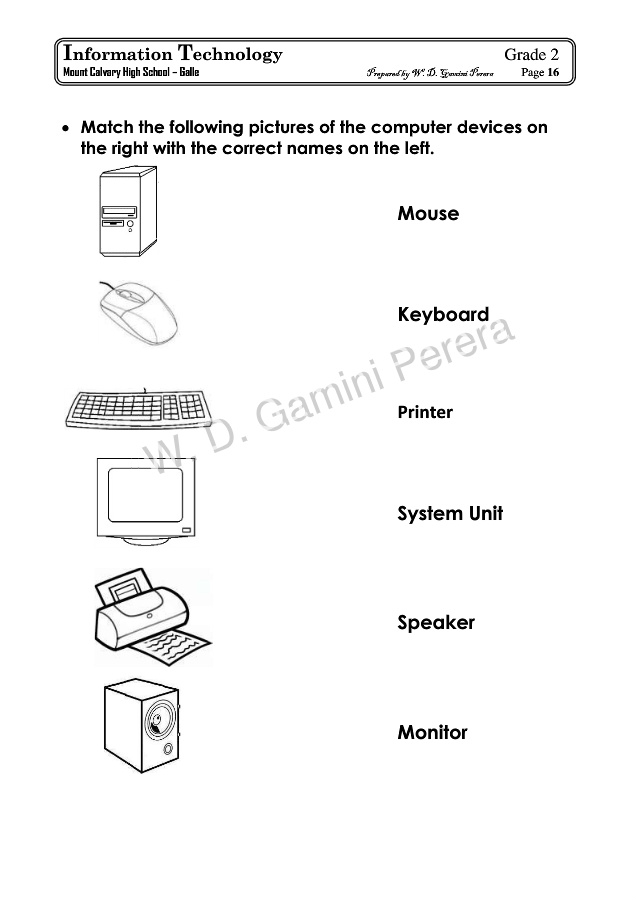 Information Technology Grade 2
Mount Calvary High School – Galle Prepared by W. D. Gamini Perera Page 16
• Match the following pictures of the computer devices on
the right with the correct names on the left.
Mouse
Keyboard
W. D. Gamini Perera
Printer
System Unit
Speaker
Monitor